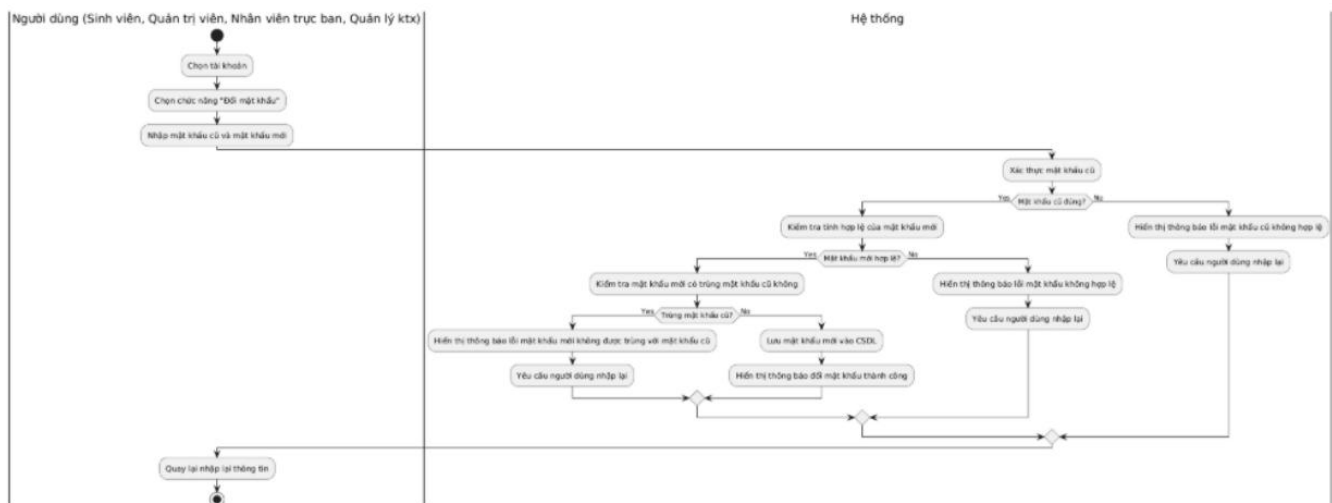 Người dùng (Sinh viên, Quản trị viên, Nhân viên trực ban, Quản lý ktx)
Hệ thống
Chọn tài khoản
Chọn chức năng "Đổi mật khẩu"
Nhập mật khẩu cũ và mật khẩu mới
Xác thực mật khẩu cũ
Yes
Mật khẩu cũ đúng?
No
Kiểm tra tính hợp lệ của mật khẩu mới
Hiển thị thông báo lỗi mật khẩu cũ không hợp lệ
Yes
Mật khẩu mới hợp lệ?
No
Yêu cầu người dùng nhập lại
Kiểm tra mật khẩu mới có trùng mật khẩu cũ không
Hiển thị thông báo lỗi mật khẩu không hợp lệ
Yes
Trùng mật khẩu cũ?
No
Yêu cầu người dùng nhập lại
Hiển thị thông báo lỗi mật khẩu mới không được trùng với mật khẩu cũ
Lưu mật khẩu mới vào CSDL
Yêu cầu người dùng nhập lại
Hiển thị thông báo đổi mật khẩu thành công
Quay lại nhập lại thông tin